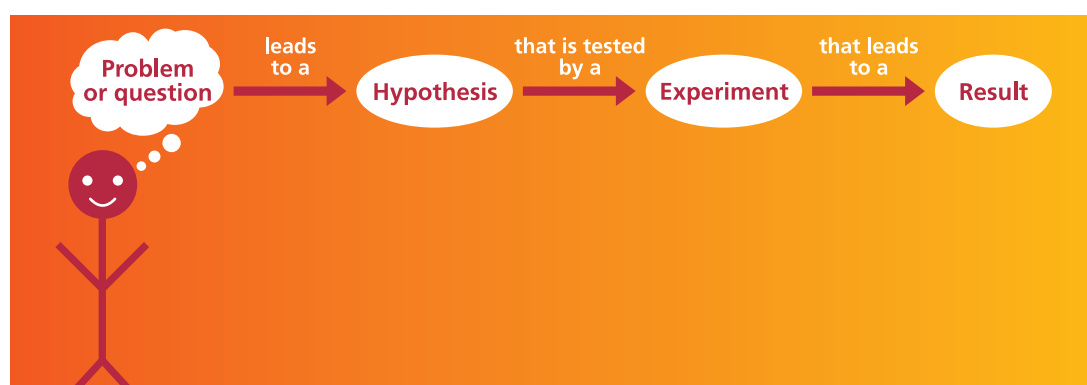 Problem
or question
leads
to a
Hypothesis
that is tested
by a
Experiment
that leads
to a
Result